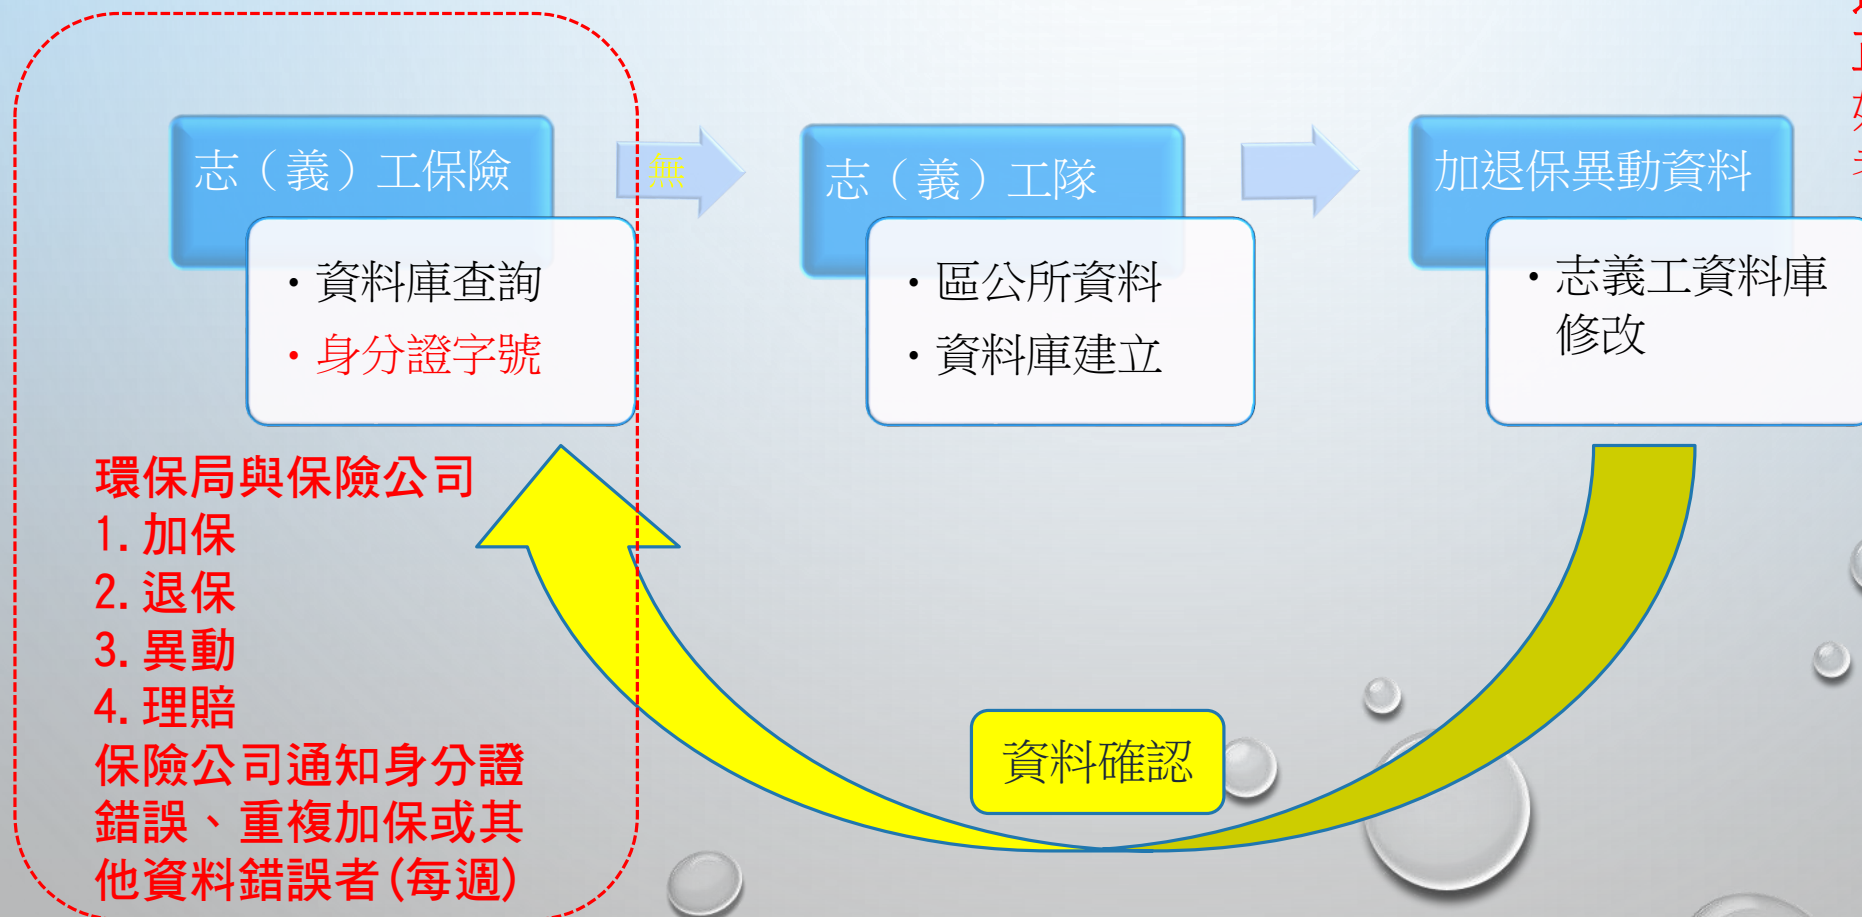 志（義）工保險
・資料庫查詢
・身分證字號
無
志（義）工隊
・區公所資料
・資料庫建立
加退保異動資料
・志義工資料庫
修改
環保局與保險公司
1.加保
2.退保
3.異動
4.理賠
保險公司通知身分證
錯誤、重複加保或其
他資料錯誤者(每週)
資料確認